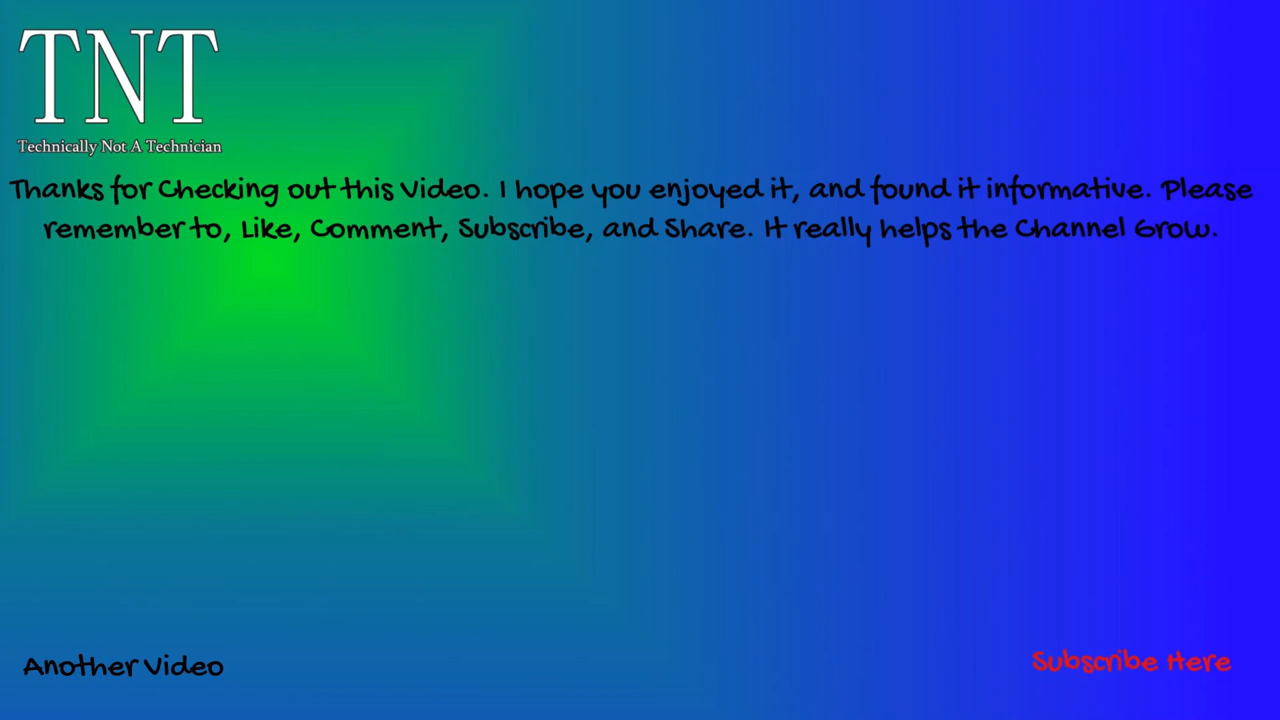 TNT
Technically Not A Technician
Thanks for Checking out this Video. I hope you enjoyed it, and found it informative. Please
remember to, Like, Comment, Subscribe, and Share. It really helps the Channel Grow.
Another Video
Subscribe Here